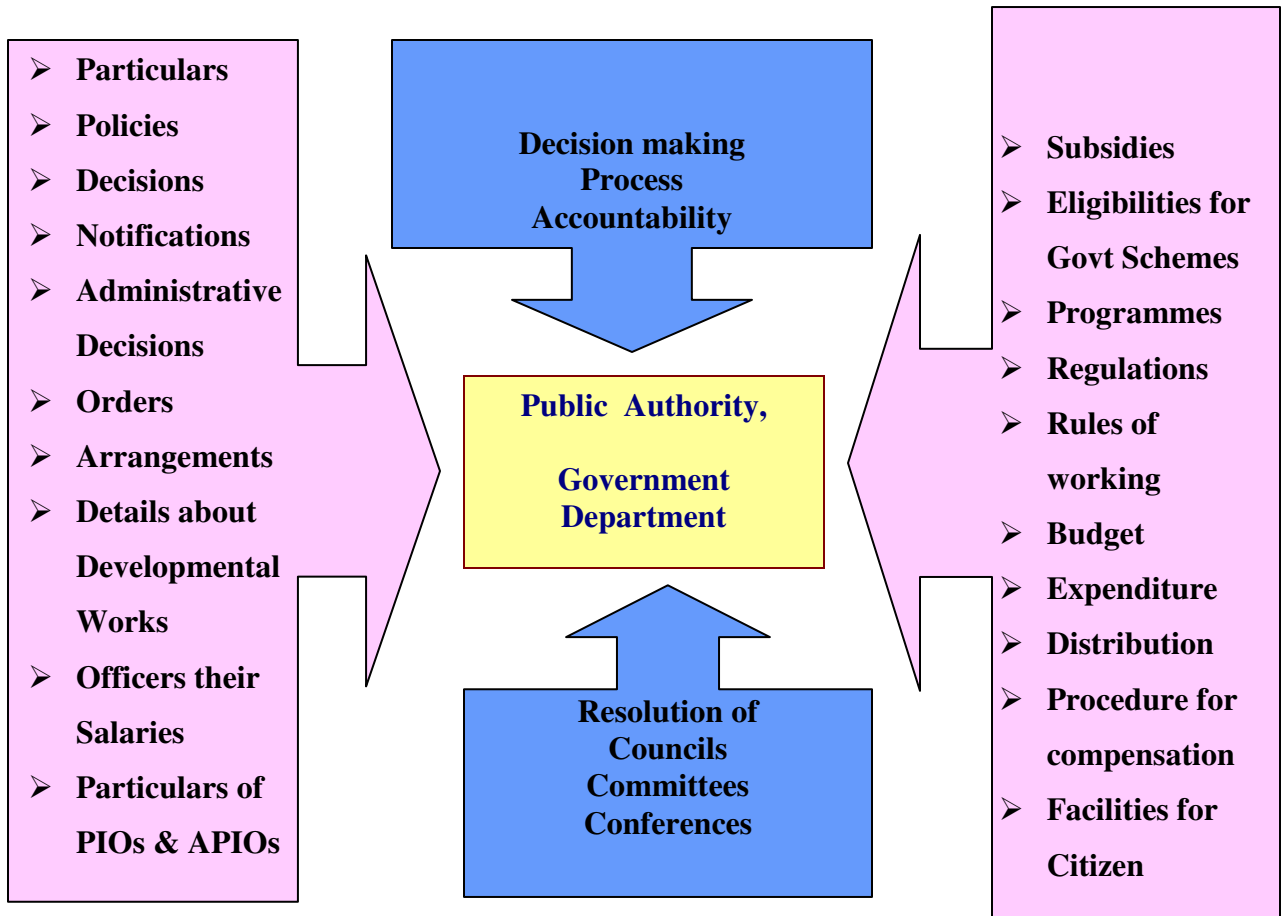 ➢ Particulars
➢ Policies
➢ Decisions
➢ Notifications
➢ Administrative
Decisions
➢ Orders
➢ Arrangements
➢ Details about
Developmental
Works
➢ Officers their
Salaries
➢ Particulars of
PIOs & APIOs
Decision making
Process
Accountability
Public Authority,
Government
Department
Resolution of
Councils
Committees
Conferences
➢ Subsidies
➢ Eligibilities for
Govt Schemes
➢ Programmes
➢ Regulations
➢ Rules of
working
➢ Budget
➢ Expenditure
➢ Distribution
➢ Procedure for
compensation
➢ Facilities for
Citizen